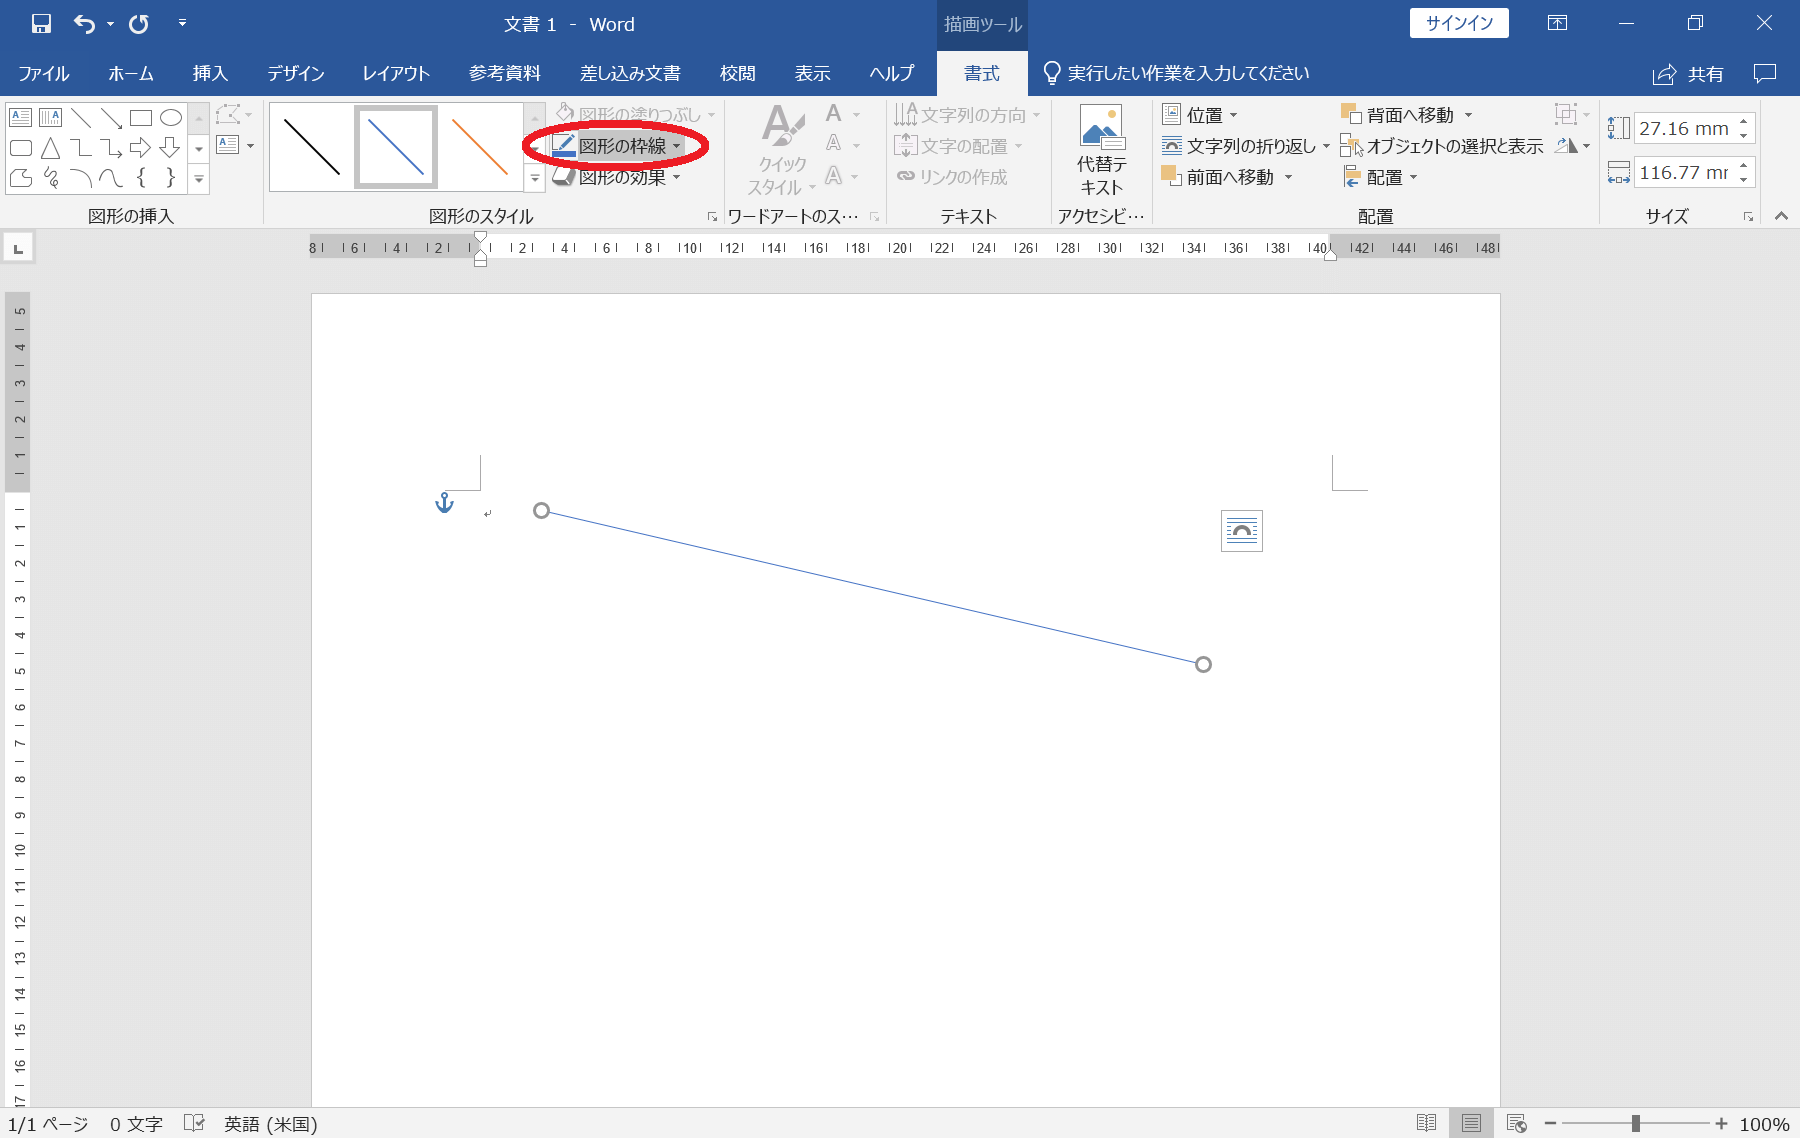 文書 1 - Word
描画ツール
サインイン
ファイル ホーム 挿入 デザイン レイアウト 参考資料 差し込み文書 校閲 表示 ヘルプ 書式 実行したい作業を入力してください 共有
図形の塗りつぶし
図形の枠線
図形の効果
クイック
スタイル
文字列の方向
文字の配置
リンクの作成
代替テ
キスト
位置
文字列の折り返し
前面へ移動
背面へ移動
オブジェクトの選択と表示
配置
27.16 mm
116.77 mr
図形の挿入 図形のスタイル ワードアートのス… テキスト アクセシビ… 配置 サイズ
8 6 4 2 2 4 6 8 10 12 14 16 18 20 22 24 26 28 30 32 34 36 38 40 42 44 46 48
5
4
3
2
1
1
2
3
4
5
6
7
8
9
10
11
12
13
14
15
16
17
1/1 ページ 0 文字 英語 (米国) 100%